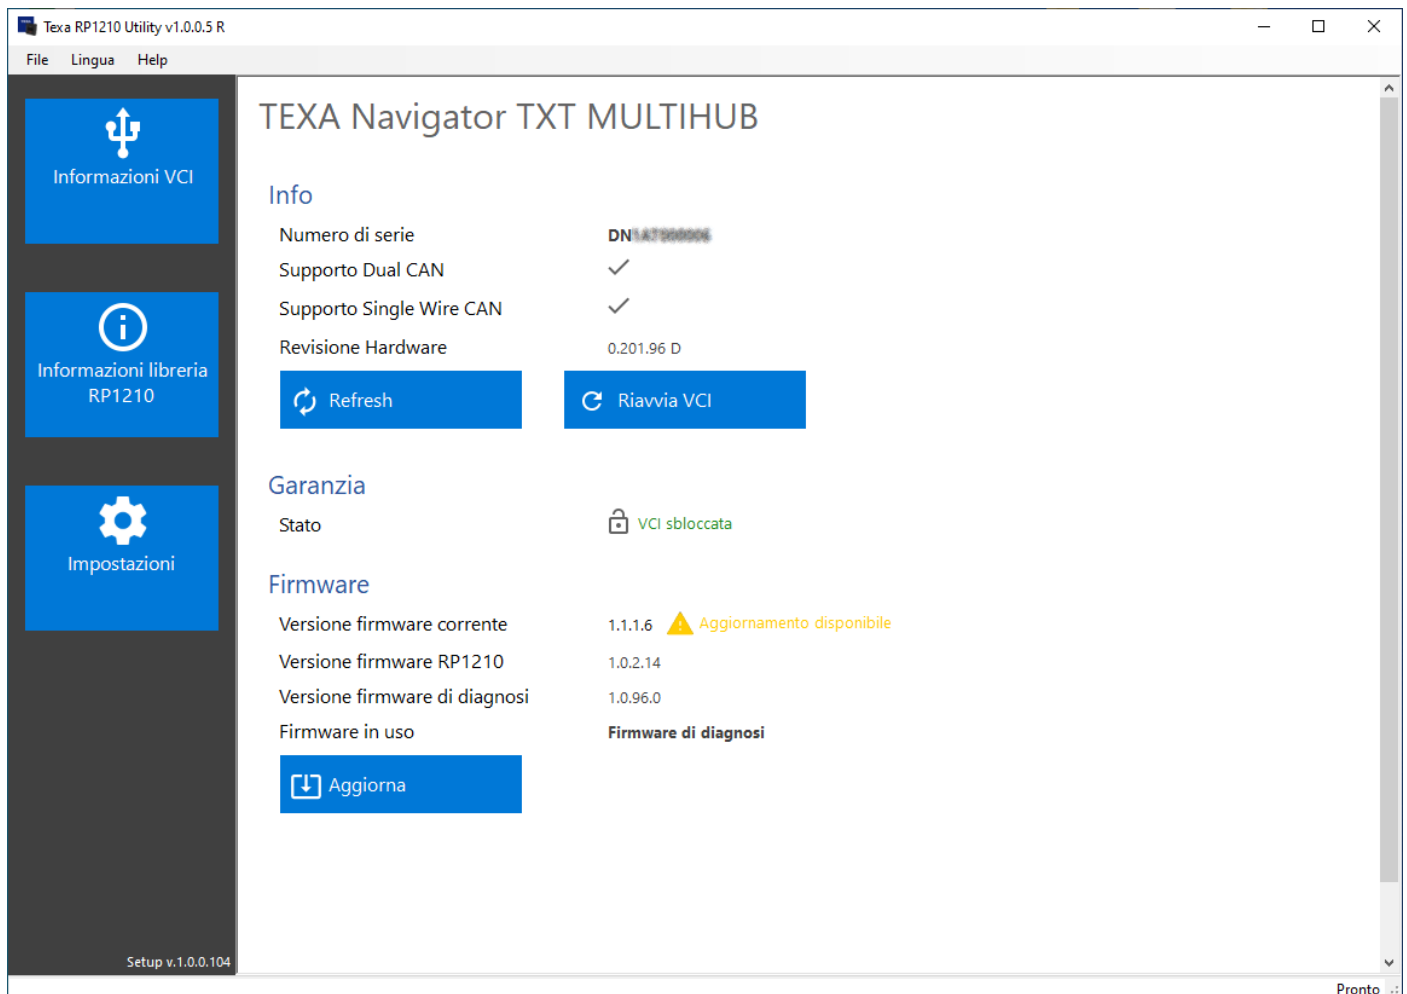 Texa RP1210 Utility v1.0.0.5 R
File Lingua Help
Informazioni VCI
Informazioni libreria
RP1210
Impostazioni
Setup v.1.0.0.104
TEXA Navigator TXT MULTIHUB
Info
Numero di serie DN
Supporto Dual CAN
Supporto Single Wire CAN
Revisione Hardware 0.201.96 D
Refresh Riavvia VCI
Garanzia
Stato VCI sbloccata
Firmware
Versione firmware corrente 1.1.1.6 Aggiornamento disponibile
Versione firmware RP1210 1.0.2.14
Versione firmware di diagnosi 1.0.96.0
Firmware in uso Firmware di diagnosi
Aggiorna
Pronto